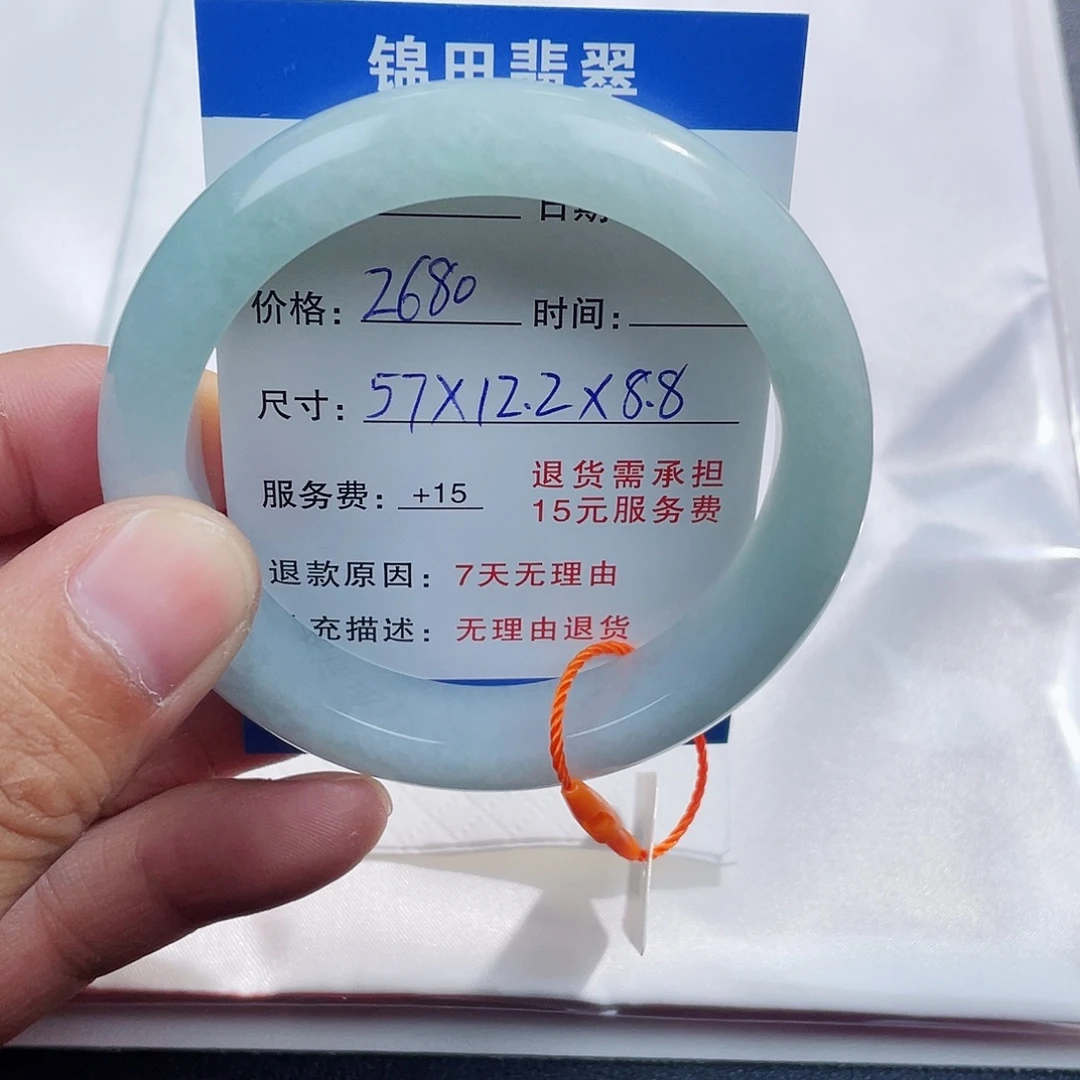 锦田翡翠
日期
价格: 2680 时间:
尺寸: 57X12.2X8.8
服务费: +15 退货需承担
15元服务费
退款原因: 7天无理由
充描述: 无理由退货